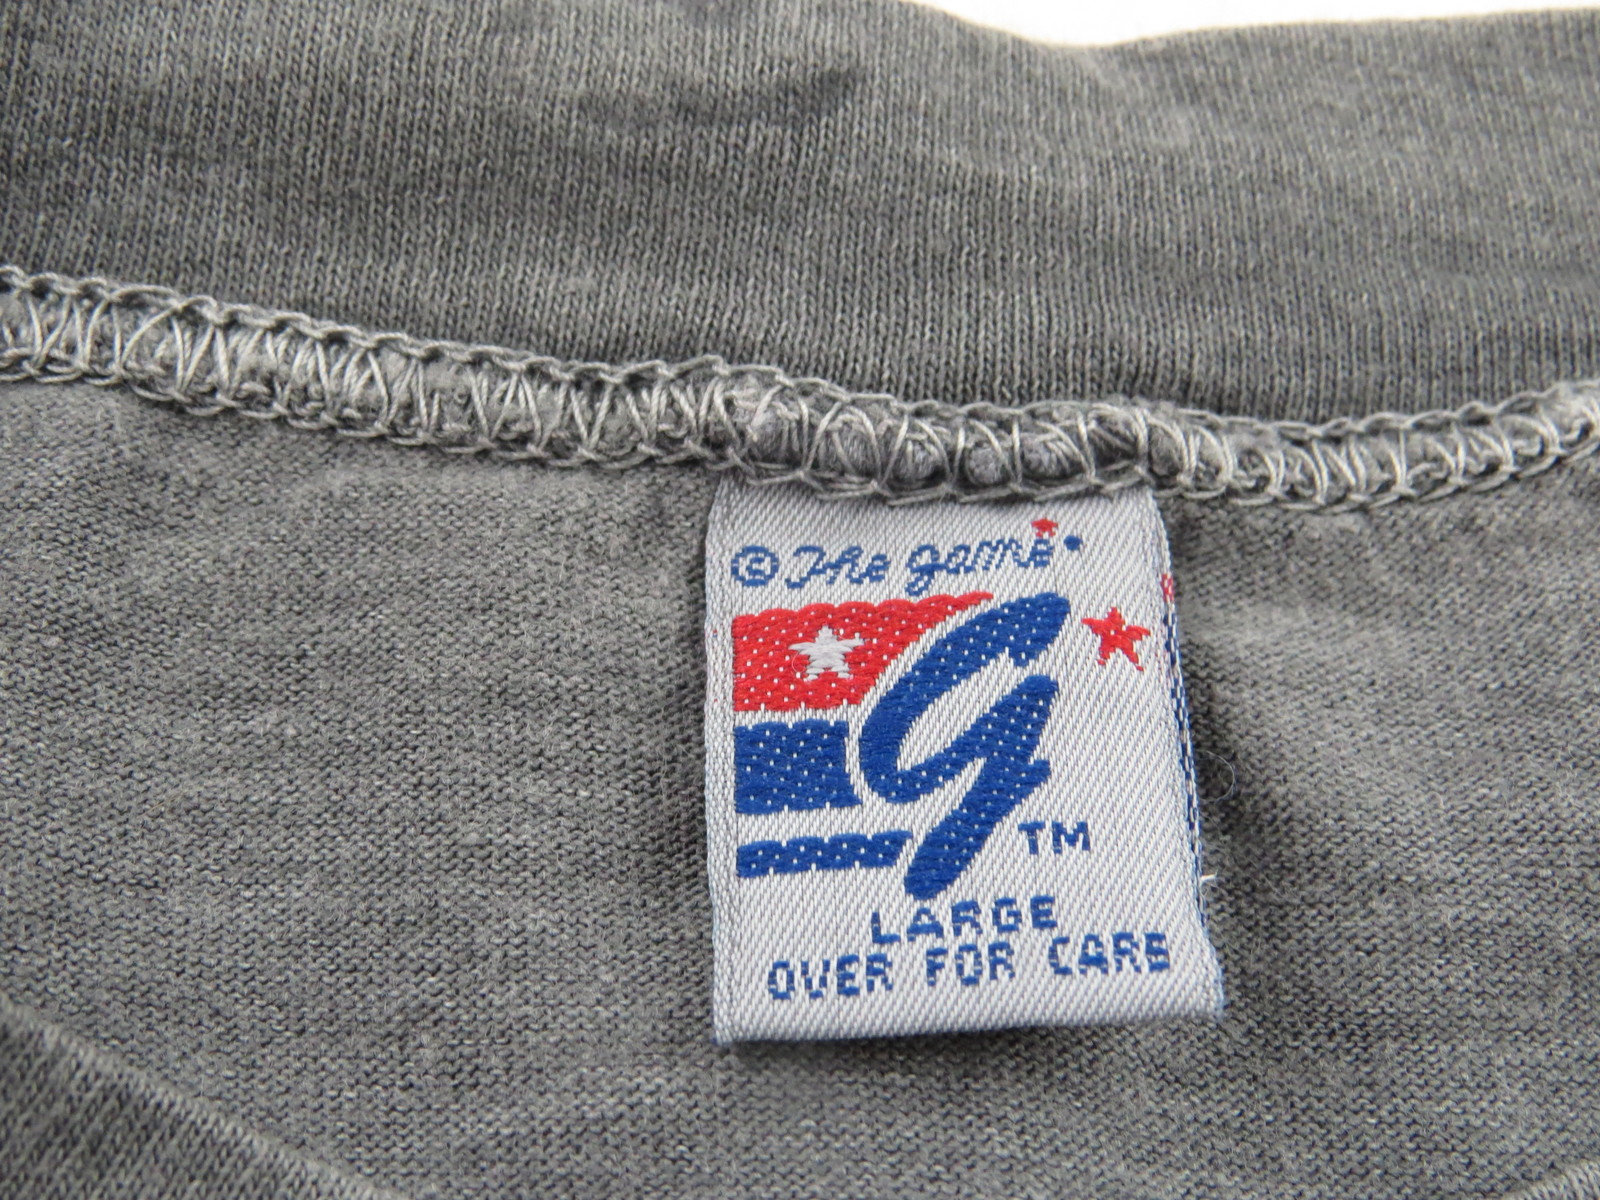 © The game
G
TM
LARGE
OVER FOR CARE